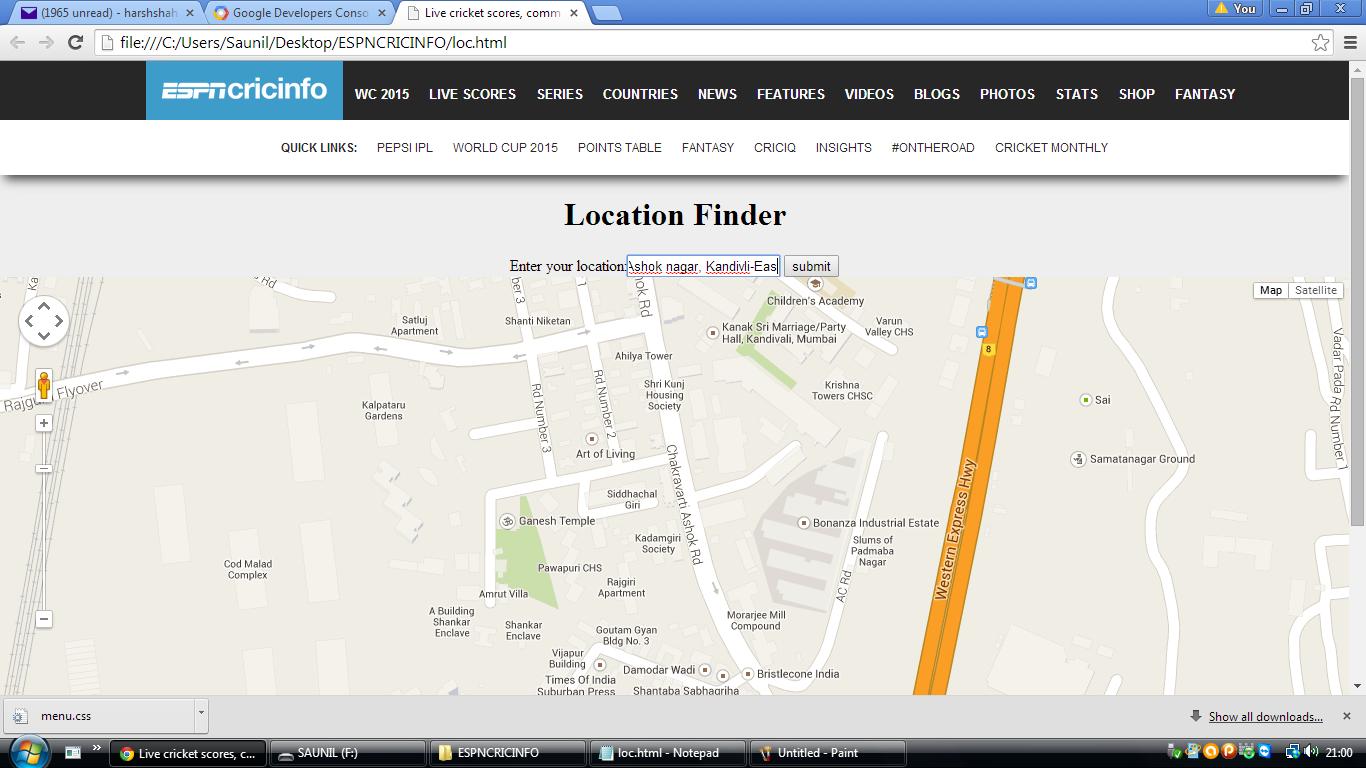 (1965 unread) - harshshah
Google Developers Conso
Live cricket scores, comm
You
file:///C:/Users/Saunil/Desktop/ESPNCRICINFO/loc.html
ESPNcricinfo
WC 2015 LIVE SCORES SERIES COUNTRIES NEWS FEATURES VIDEOS BLOGS PHOTOS STATS SHOP FANTASY
QUICK LINKS: PEPSI IPL WORLD CUP 2015 POINTS TABLE FANTASY CRICIQ INSIGHTS #ONTHEROAD CRICKET MONTHLY
Location Finder
Enter your location: Ashok nagar, Kandivli-Eas submit
Map Satellite
Rd
Rd Number 3
Ashok Rd
Children's Academy
Satluj
Apartment
Shanti Niketan
Kanak Sri Marriage/Party
Hall, Kandivali, Mumbai
Varun
Valley CHS
8
Vadar Pada Rd Number 1
Ahilya Tower
Rajguru Flyover
Kalpataru
Gardens
Rd Number 3
Rd Number 2
Shri Kunj
Housing
Society
Krishna
Towers CHSC
Sai
Art of Living
Chakravarti Ashok Rd
Samatanagar Ground
Western Express Hwy
Siddhachal
Giri
Ganesh Temple
Bonanza Industrial Estate
Kadamgiri
Society
Slums of
Padmaba
Nagar
Cod Malad
Complex
Pawapuri CHS
Rajgiri
Apartment
AC Rd
Amrut Villa
A Building
Shankar
Enclave
Shankar
Enclave
Goutam Gyan
Bldg No. 3
Morarjee Mill
Compound
Vijapur
Building
Times Of India
Suburban Press
Damodar Wadi
Bristlecone India
Shantaba Sabhagriha
menu.css
Show all downloads...
Live cricket scores, c...
SAUNIL (F:)
ESPNCRICINFO
loc.html - Notepad
Untitled - Paint
21:00